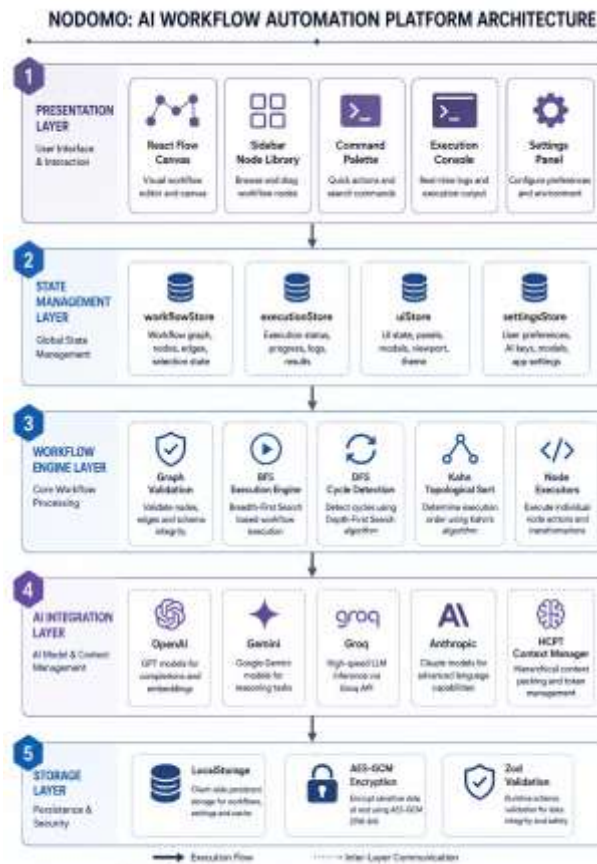 NODOMO: AI WORKFLOW AUTOMATION PLATFORM ARCHITECTURE
1
PRESENTATION
LAYER
User Interface
& Interaction
React Flow
Canvas
Visual workflow
editor and canvas
Sidebar
Node Library
Browse and drag
workflow nodes
Command
Palette
Quick actions and
search commands
Execution
Console
Real-time logs and
execution output
Settings
Panel
Configure preferences
and environment
2
STATE
MANAGEMENT
LAYER
Global State
Management
workflowStore
Workflow graph,
nodes, edges,
selection state
executionStore
Execution status,
progress, logs,
results
uiStore
UI state, panels,
modals, viewport,
theme
settingsStore
User preferences,
AI keys, models,
app settings
3
WORKFLOW
ENGINE LAYER
Core Workflow
Processing
Graph
Validation
Validate nodes,
edges and schema
integrity
BFS
Execution Engine
Breadth-First Search
based workflow
execution
DFS
Cycle Detection
Detect cycles using
Depth-First Search
algorithm
Kahn
Topological Sort
Determine execution
order using Kahn's
algorithm
Node
Executors
Execute individual
node actions and
transformations
4
AI INTEGRATION
LAYER
AI Model & Context
Management
OpenAI
GPT models for
completions and
embeddings
Gemini
Google Gemini
models for
reasoning tasks
groq
Groq
High-speed LLM
inference via
Groq API
Anthropic
Claude models for
advanced language
capabilities
HCPT
Context Manager
Hierarchical context
packing and token
management
5
STORAGE
LAYER
Persistence &
Security
LocalStorage
Client-side persistent
storage for workflows,
settings and cache
AES-GCM
Encryption
Encrypt sensitive data
at rest using AES-GCM
Zod
Validation
Runtime schema
validation for data
integrity and safety
Execution Flow
Inter-Layer Communication